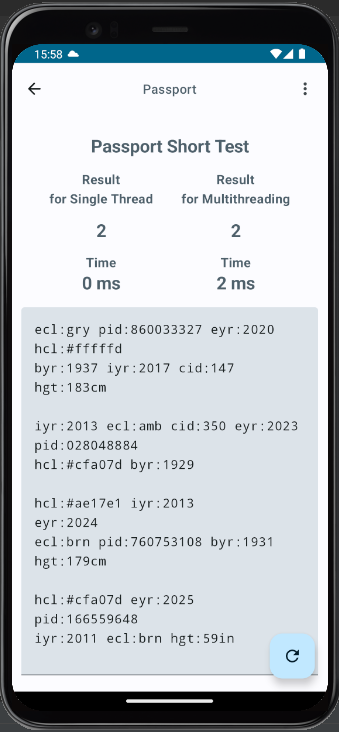 15:58
Passport
Passport Short Test
Result
for Single Thread
Result
for Multithreading
2
2
Time
0 ms
Time
2 ms
ecl:gry pid:860033327 eyr:2020
hcl:#fffffd
byr:1937 iyr:2017 cid:147
hgt:183cm
iyr:2013 ecl:amb cid:350 eyr:2023
pid:028048884
hcl:#cfa07d byr:1929
hcl:#ae17e1 iyr:2013
eyr:2024
ecl:brn pid:760753108 byr:1931
hgt:179cm
hcl:#cfa07d eyr:2025
pid:166559648
iyr:2011 ecl:brn hgt:59in